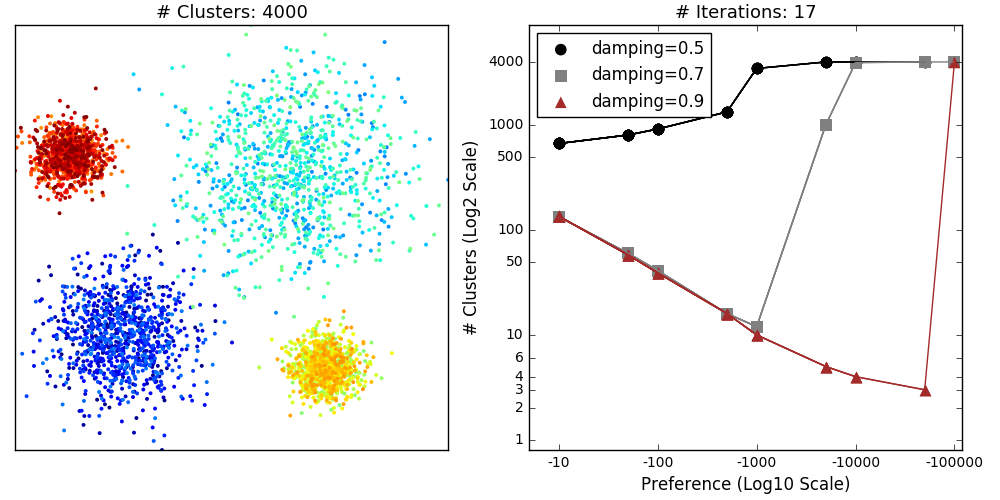 # Clusters: 4000
# Iterations: 17
damping=0.5
damping=0.7
damping=0.9
# Clusters (Log2 Scale)
4000
1000
500
100
50
10
6
4
3
2
1
-10 -100 -1000 -10000 -100000
Preference (Log10 Scale)